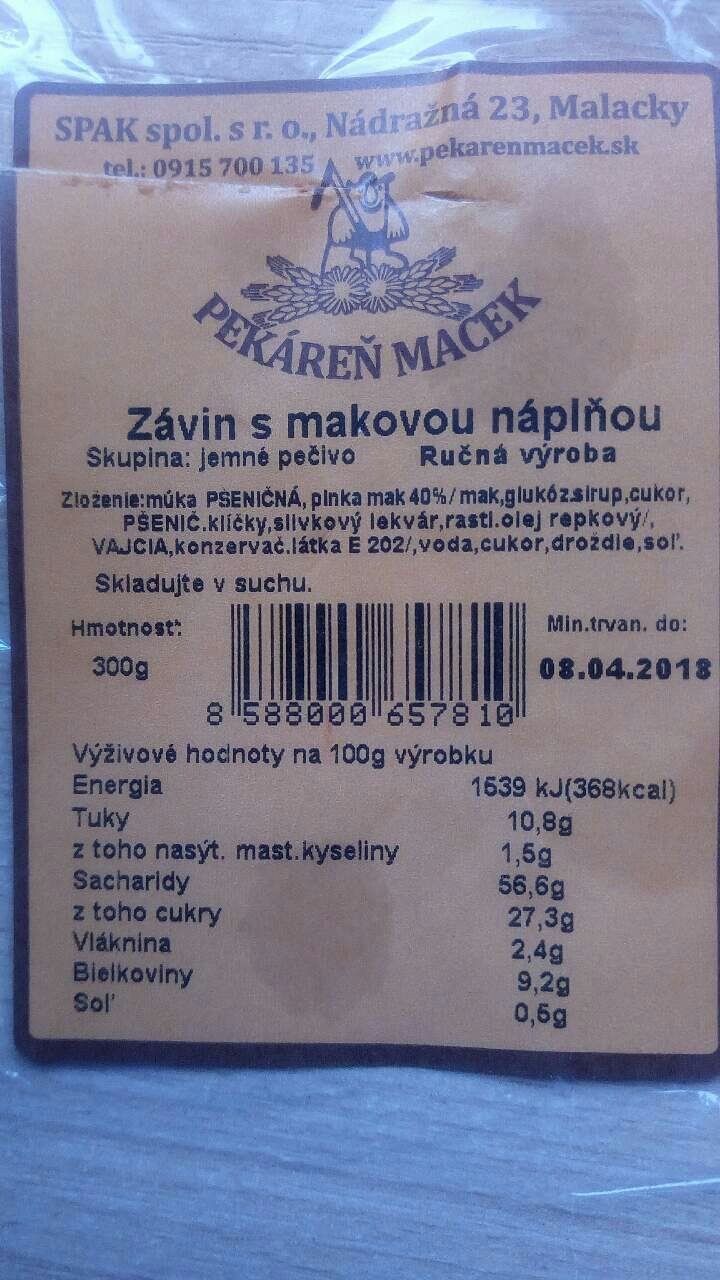 SPAK spol. s r. o., Nádražná 23, Malacky
tel.: 0915 700 135 www.pekarenmacek.sk
PEKÁREŇ MACEK
Závin s makovou náplňou
Skupina: jemné pečivo Ručná výroba
Zloženie:múka PŠENIČNÁ, plnka mak 40%/mak,glukóz.sirup,cukor,
PŠENIČ.klíčky,slivkový lekvár,rastl.olej repkový/,
VAJCIA,konzervač.látka E 202/,voda,cukor,droždie,soľ.
Skladujte v suchu.
Hmotnosť: Min.trvan. do:
300g 08.04.2018
8 588000 657810
Výživové hodnoty na 100g výrobku
Energia 1539 kJ(368kcal)
Tuky 10,8g
z toho nasýt. mast.kyseliny 1,5g
Sacharidy 56,6g
z toho cukry 27,3g
Vláknina 2,4g
Bielkoviny 9,2g
Soľ 0,5g